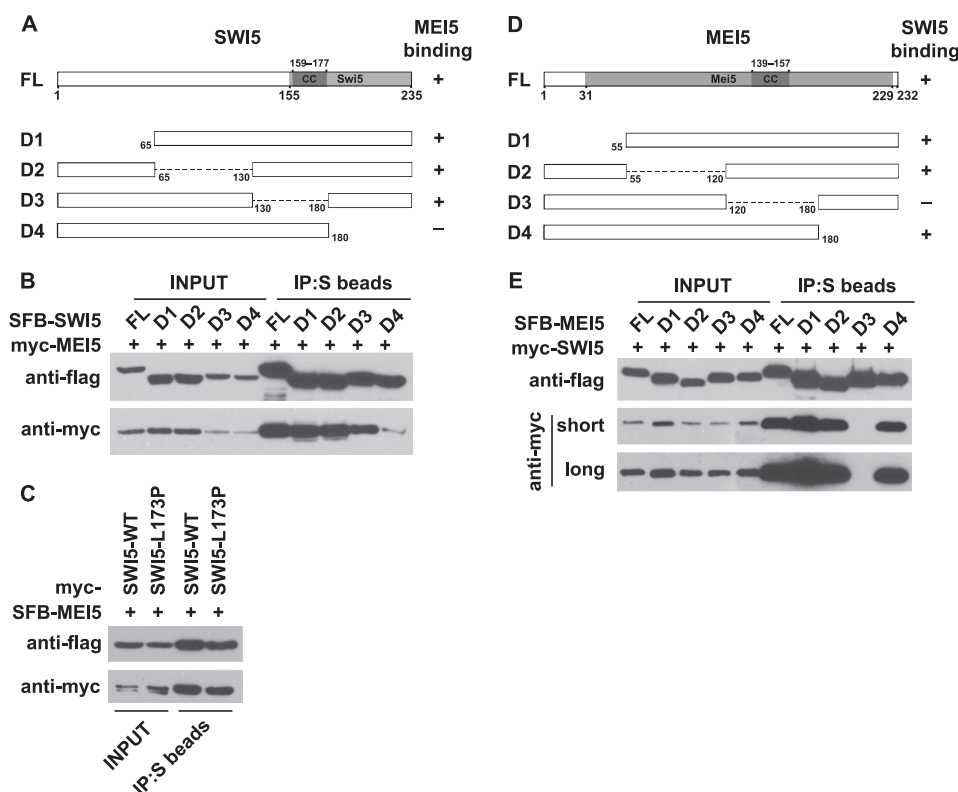 A
SWI5
MEI5
binding
159–177
FL
CC
Swi5
+
1
155
235
D1
65
+
D2
65
130
+
D3
130
180
+
D4
180
–
B
INPUT
IP:S beads
SFB-SWI5
FL D1 D2 D3 D4 FL D1 D2 D3 D4
myc-MEI5
+ + + + + + + + + +
anti-flag
anti-myc
C
myc-
SWI5-WT
SWI5-L173P
SWI5-WT
SWI5-L173P
SFB-MEI5
+ + + +
anti-flag
anti-myc
INPUT
IP:S beads
D
MEI5
SWI5
binding
139–157
FL
Mei5
CC
+
1
31
229
232
D1
55
+
D2
55
120
+
D3
120
180
–
D4
180
+
E
INPUT
IP:S beads
SFB-MEI5
FL D1 D2 D3 D4 FL D1 D2 D3 D4
myc-SWI5
+ + + + + + + + + +
anti-flag
anti-myc
short
long